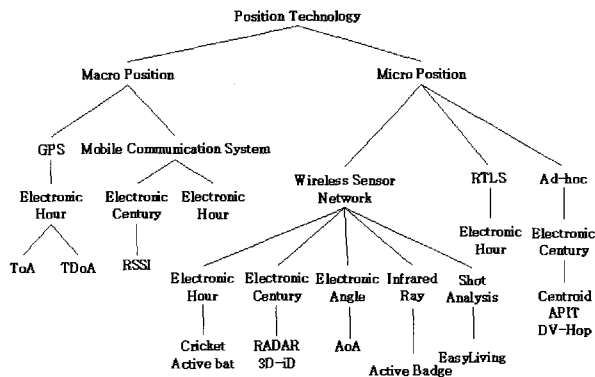 Position Technology
Macro Position
Micro Position
GPS
Mobile Communication System
Wireless Sensor
Network
RTLS
Ad-hoc
Electronic
Hour
Electronic
Century
Electronic
Hour
Electronic
Hour
Electronic
Century
ToA
TDoA
RSSI
Electronic
Hour
Electronic
Century
Electronic
Angle
Infrared
Ray
Shot
Analysis
Centroid
APIT
DV-Hop
Cricket
Active bat
RADAR
3D-iD
AoA
Active Badge
EasyLiving